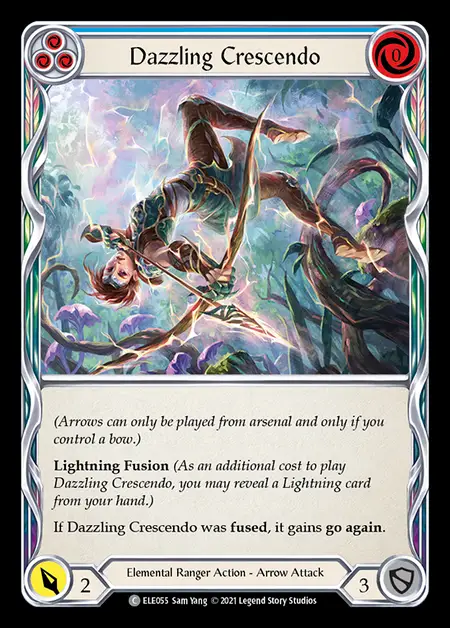 Dazzling Crescendo
0
(Arrows can only be played from arsenal and only if you
control a bow.)
Lightning Fusion (As an additional cost to play
Dazzling Crescendo, you may reveal a Lightning card
from your hand.)
If Dazzling Crescendo was fused, it gains go again.
2
Elemental Ranger Action - Arrow Attack
3
C ELE055 Sam Yang © 2021 Legend Story Studios